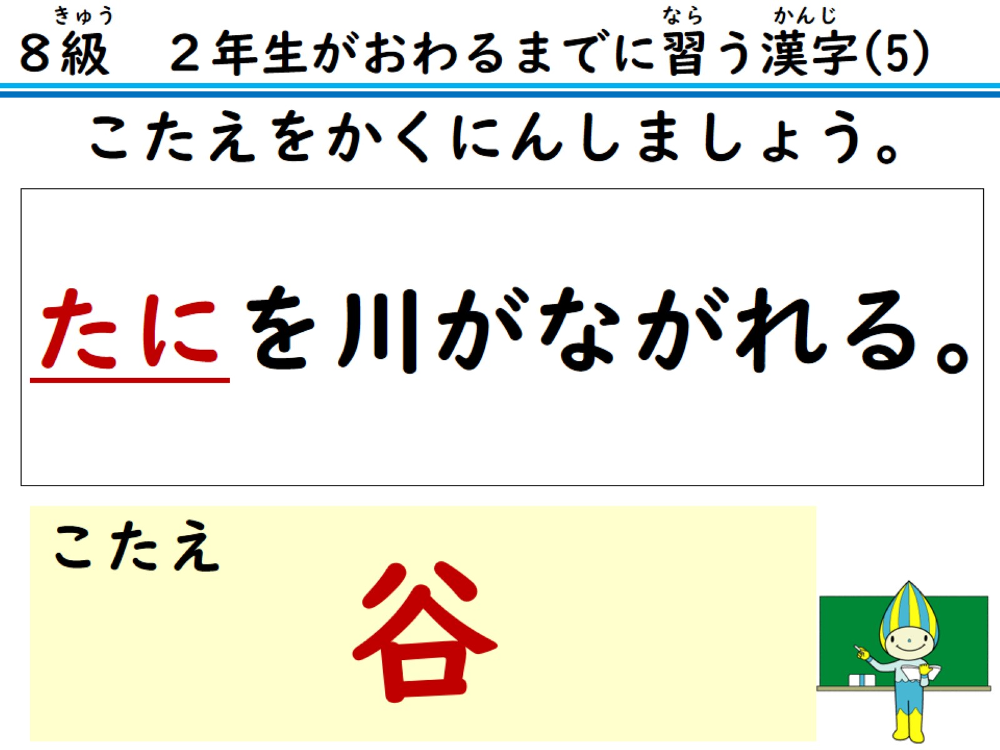 きゅう なら かんじ
８級　２年生がおわるまでに習う漢字(5)
こたえをかくにんしましょう。
たにを川がながれる。
こたえ
谷